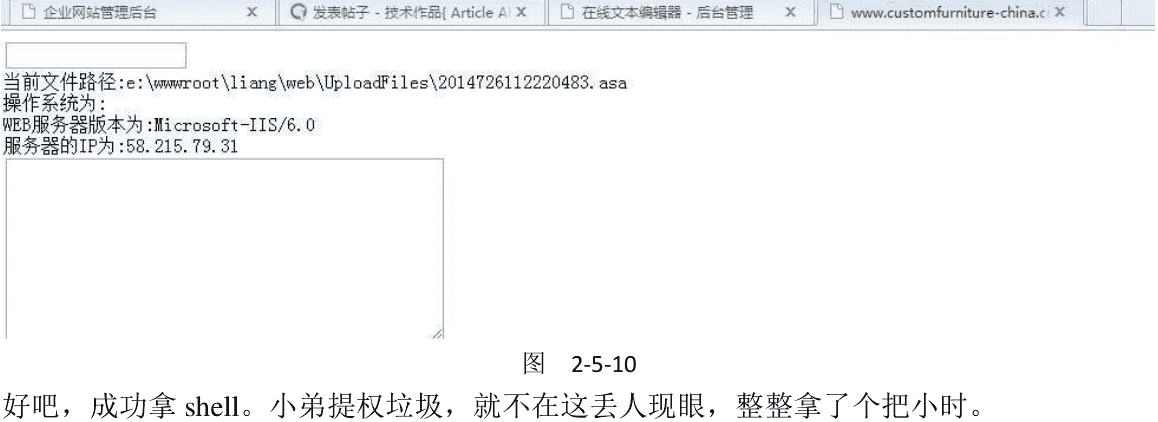 企业网站管理后台 X 发表帖子 - 技术作品{ Article A X 在线文本编辑器 - 后台管理 X www.customfurniture-china.c X
当前文件路径:e:\wwwroot\liang\web\UploadFiles\2014726112220483.asa
操作系统为:
WEB服务器版本为:Microsoft-IIS/6.0
服务器的IP为:58.215.79.31
图 2-5-10
好吧，成功拿 shell。小弟提权垃圾，就不在这丢人现眼，整整拿了个把小时。